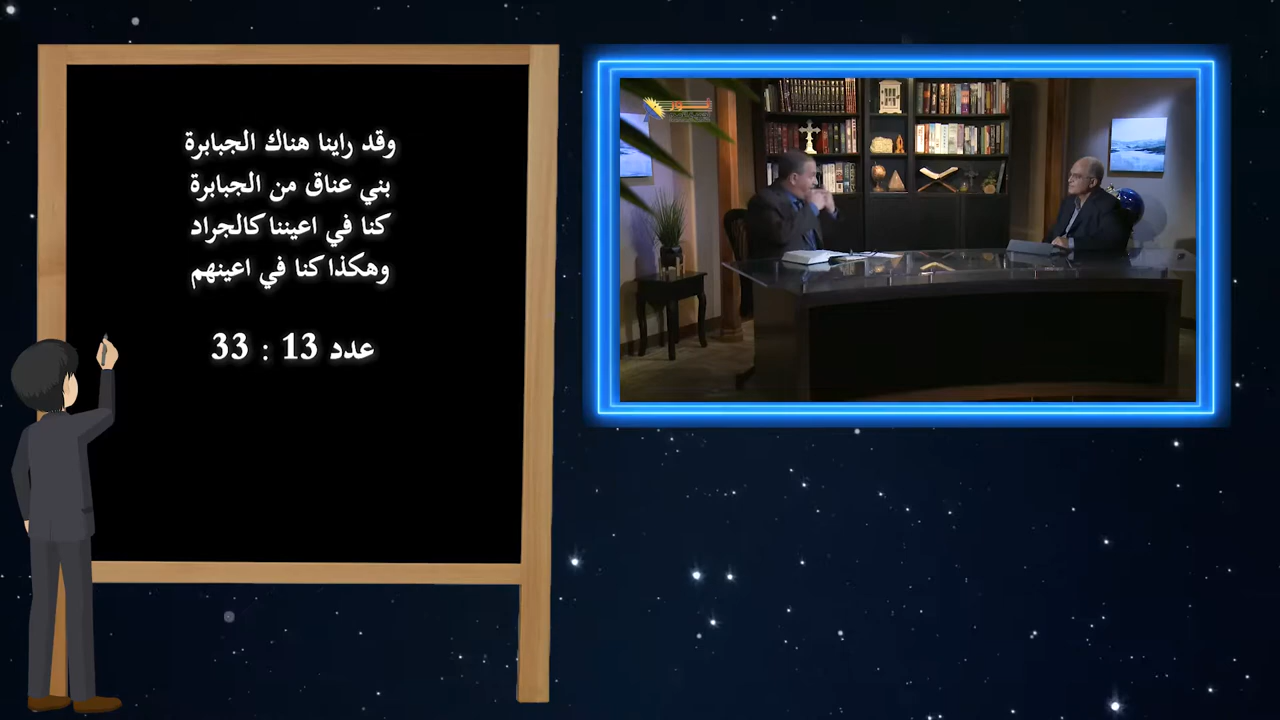 وقد راينا هناك الجبابرة
بني عناق من الجبابرة
كنا في اعيننا كالجراد
وهكذا كنا في اعينهم
عدد 13 : 33
نور